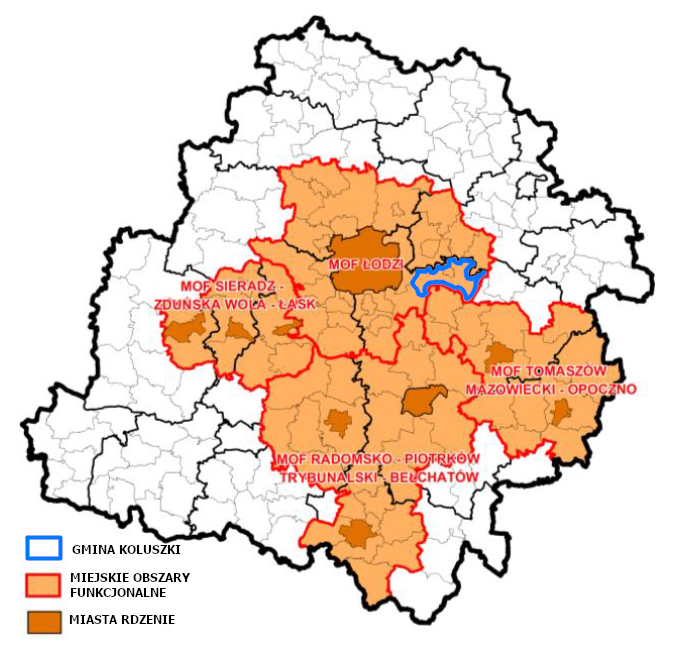 MOF ŁODZI
MOF SIERADZ -
ZDUŃSKA WOLA - ŁASK
MOF TOMASZÓW
MAZOWIECKI - OPOCZNO
MOF RADOMSKO - PIOTRKÓW
TRYBUNALSKI - BEŁCHATÓW
GMINA KOLUSZKI
MIEJSKIE OBSZARY
FUNKCJONALNE
MIASTA RDZENIE